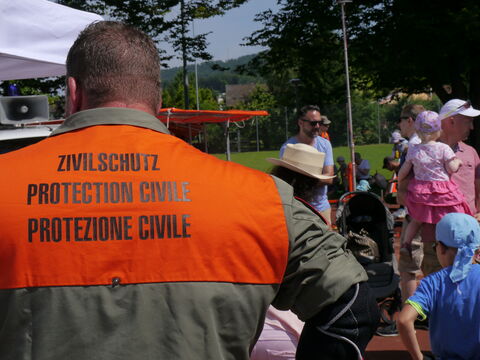 ZIVILSCHUTZ
PROTECTION CIVILE
PROTEZIONE CIVILE